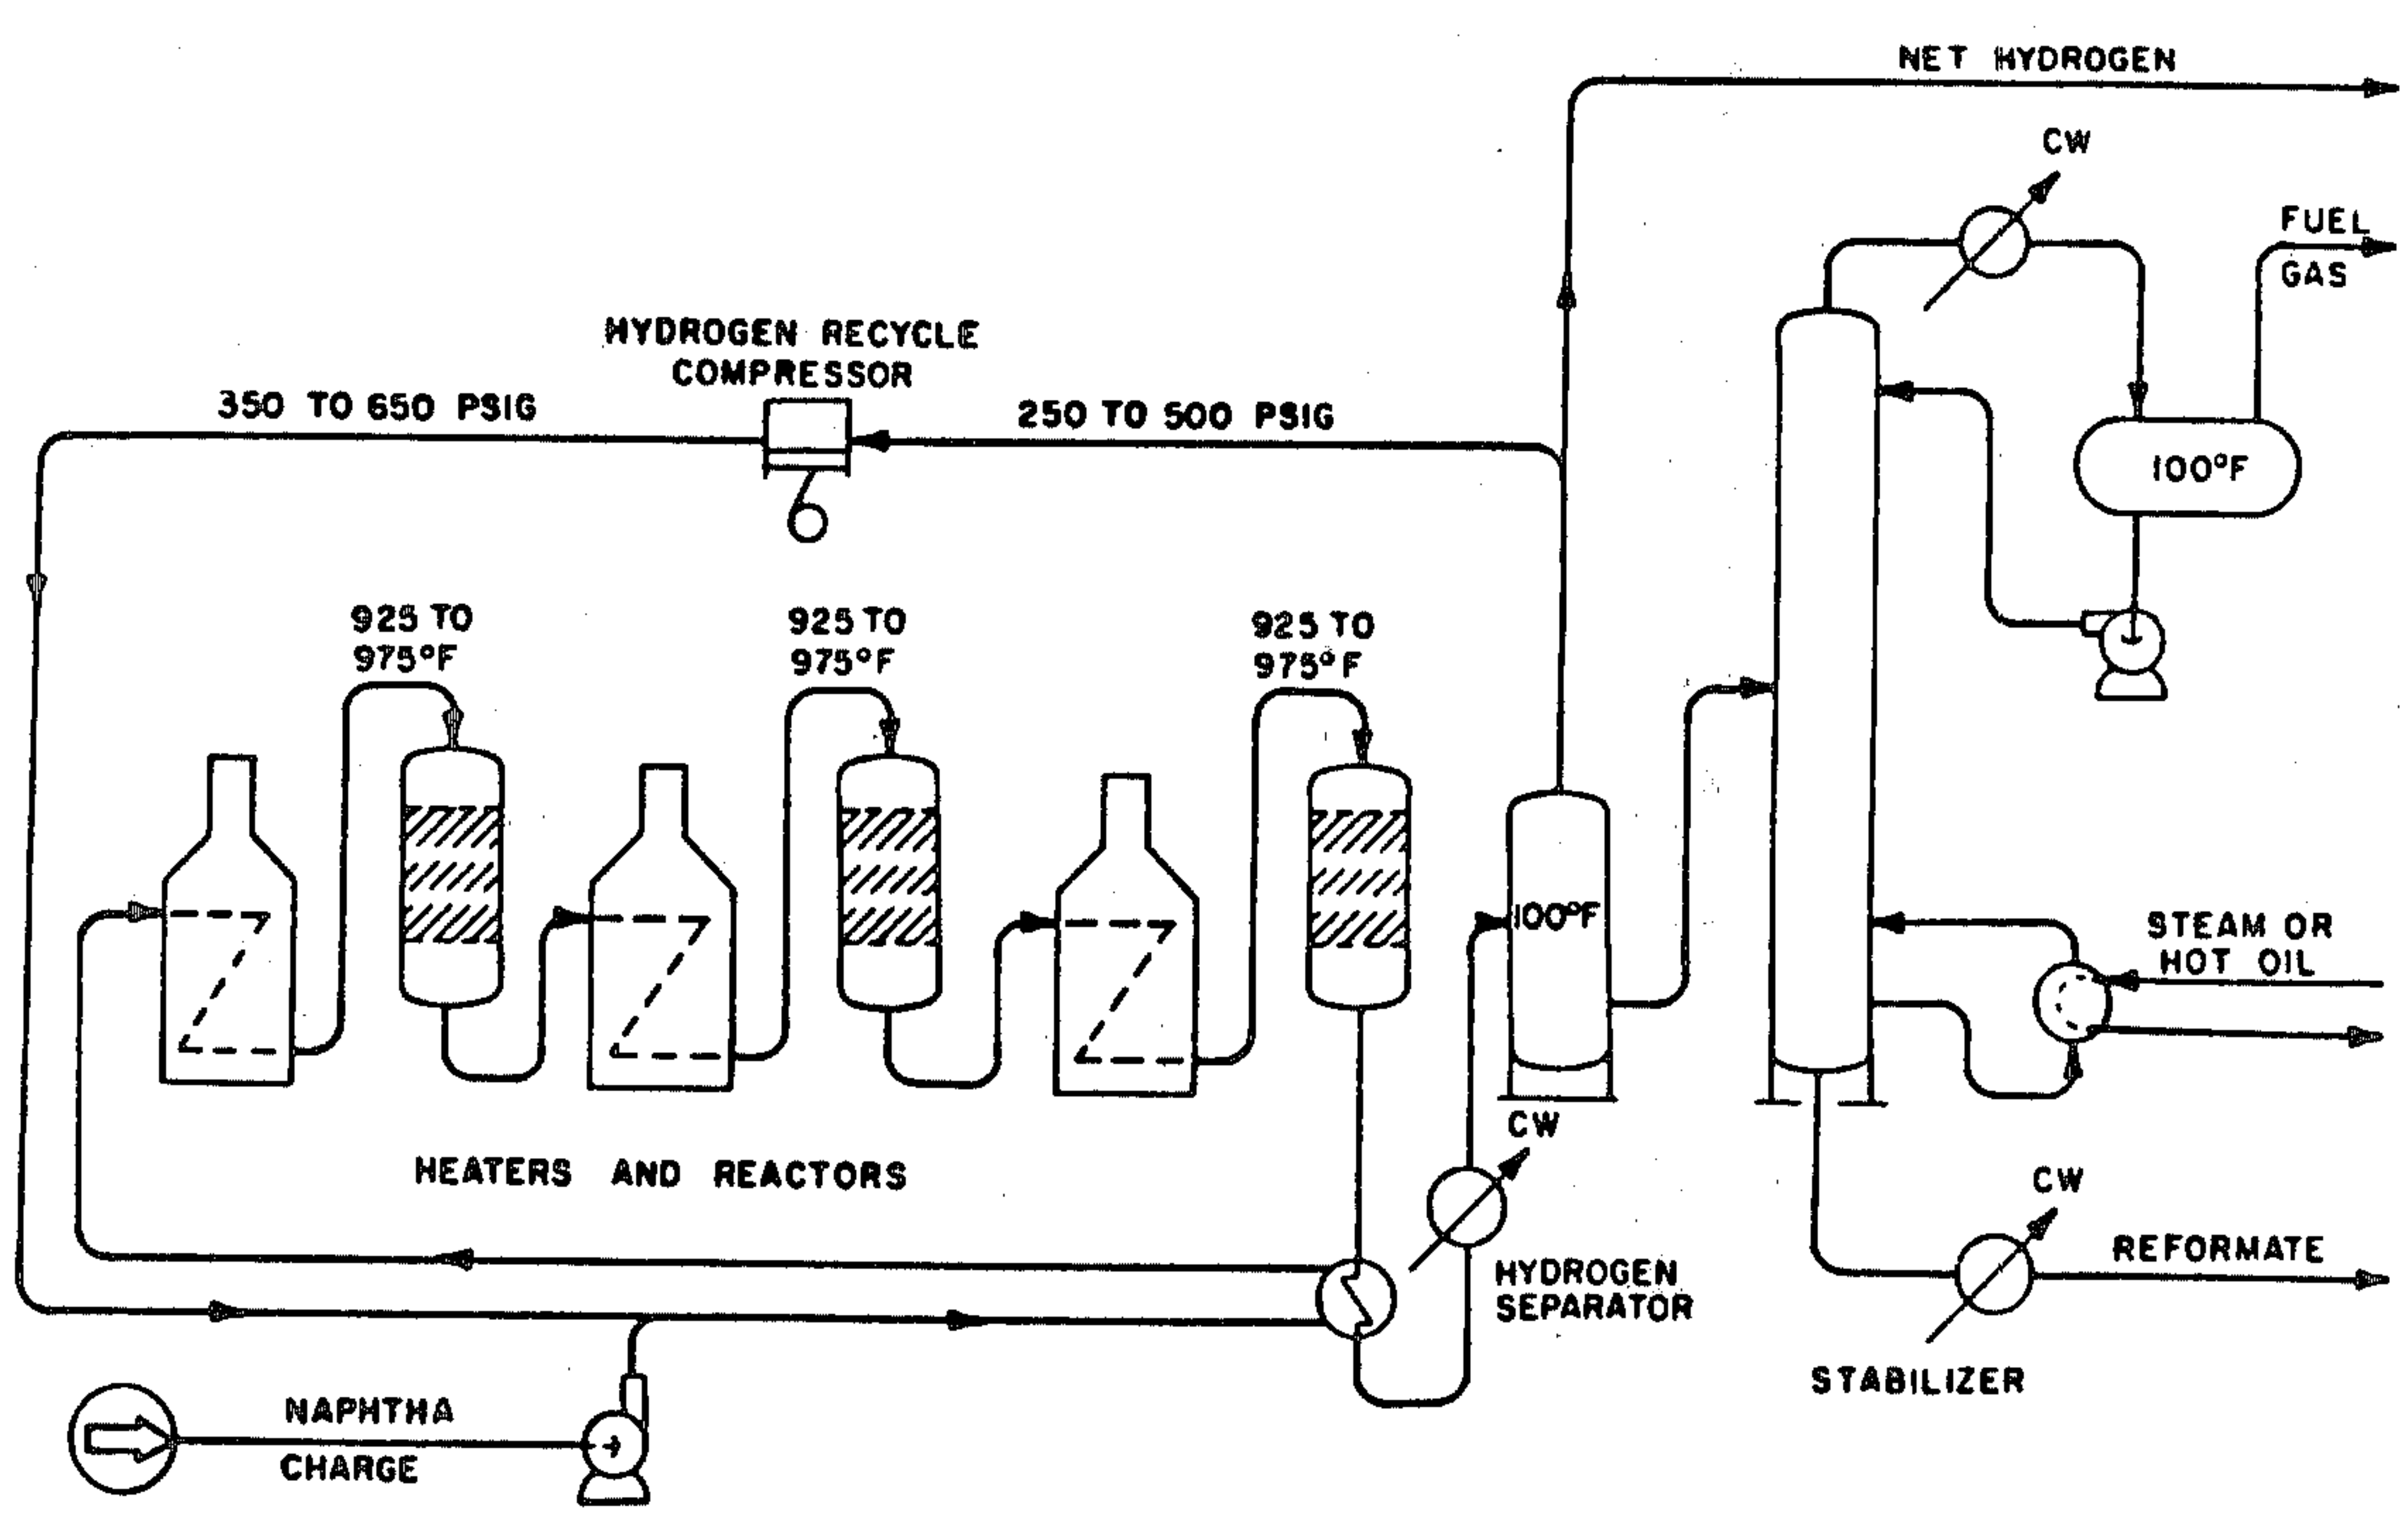 NET HYDROGEN
CW
FUEL
GAS
HYDROGEN RECYCLE
COMPRESSOR
350 TO 650 PSIG
250 TO 500 PSIG
100°F
925 TO
975°F
925 TO
975°F
925 TO
975°F
100°F
STEAM OR
HOT OIL
CW
HEATERS AND REACTORS
CW
HYDROGEN
SEPARATOR
REFORMATE
STABILIZER
NAPHTHA
CHARGE